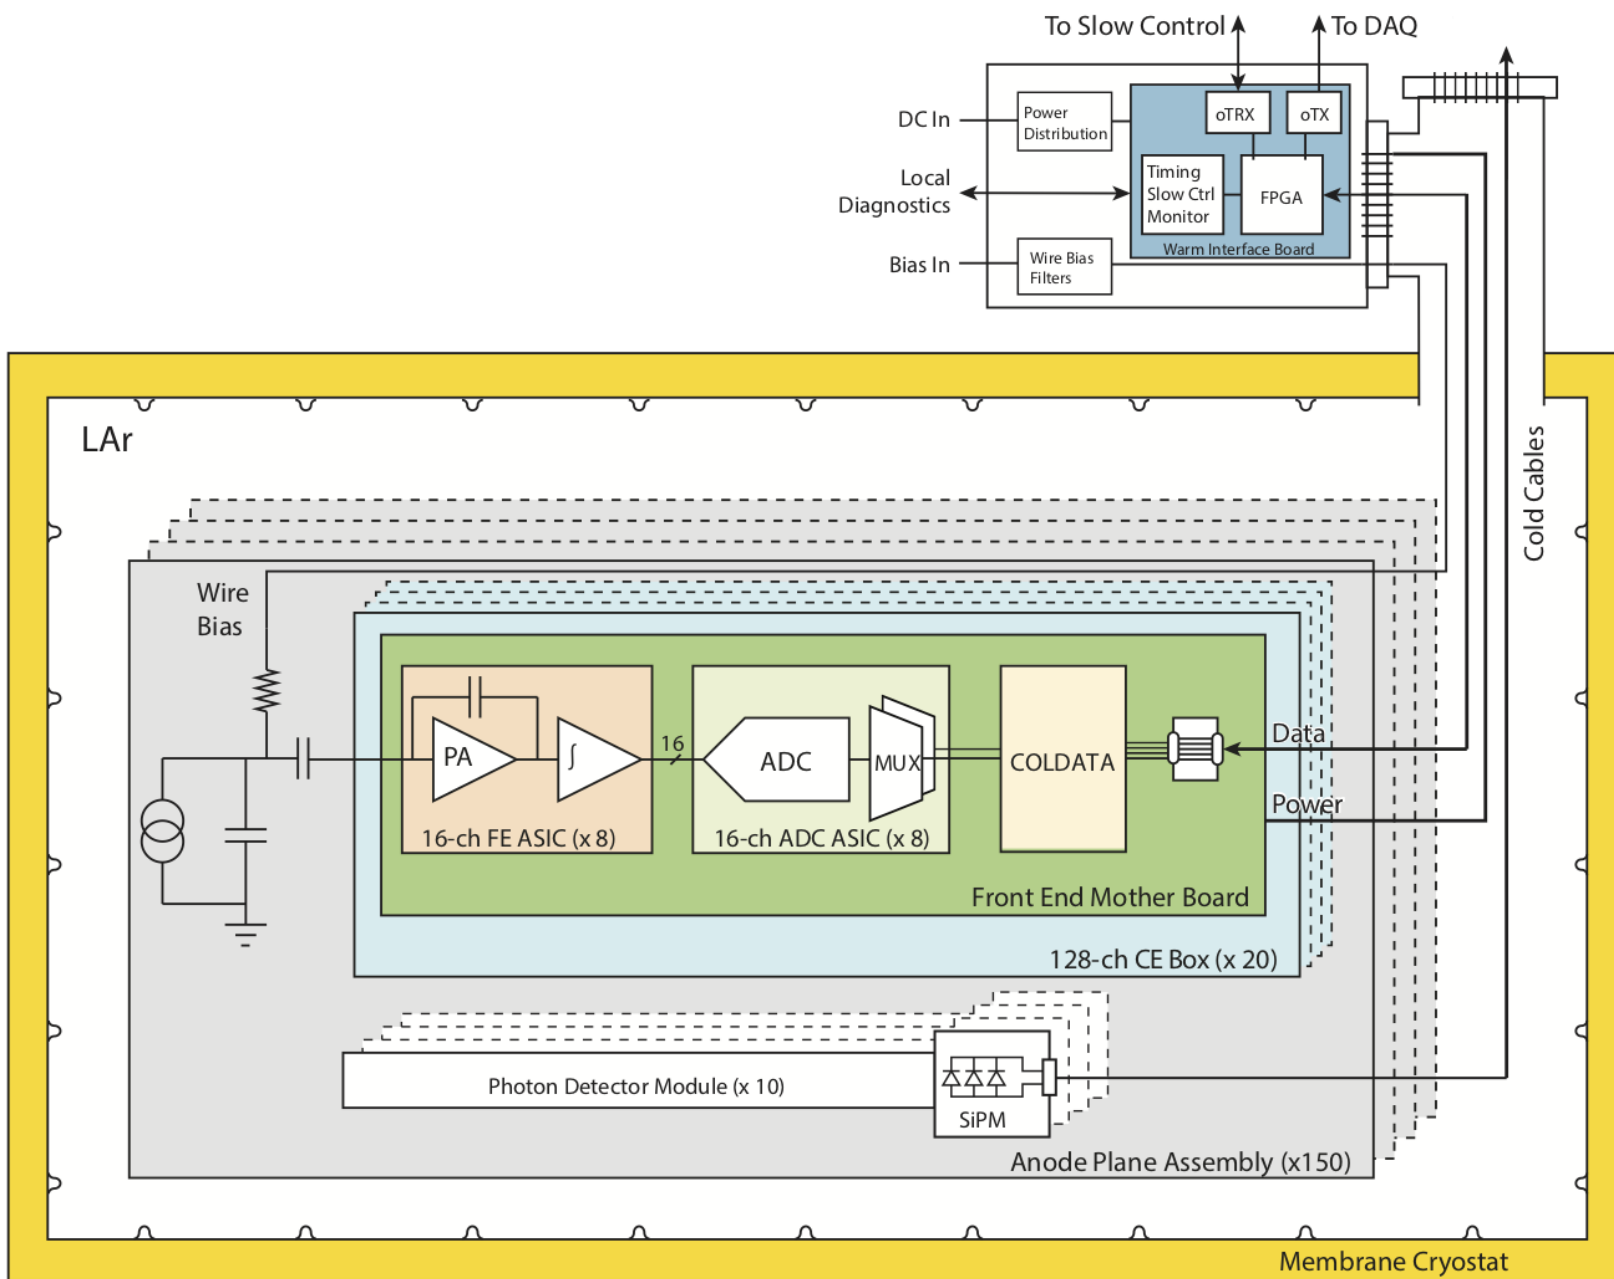 To Slow Control
To DAQ
DC In
Power
Distribution
oTRX
oTX
Local
Diagnostics
Timing
Slow Ctrl
Monitor
FPGA
Warm Interface Board
Bias In
Wire Bias
Filters
LAr
Cold Cables
Wire
Bias
PA
∫
16
ADC
MUX
COLDATA
Data
Power
16-ch FE ASIC (x 8)
16-ch ADC ASIC (x 8)
Front End Mother Board
128-ch CE Box (x 20)
Photon Detector Module (x 10)
SiPM
Anode Plane Assembly (x150)
Membrane Cryostat